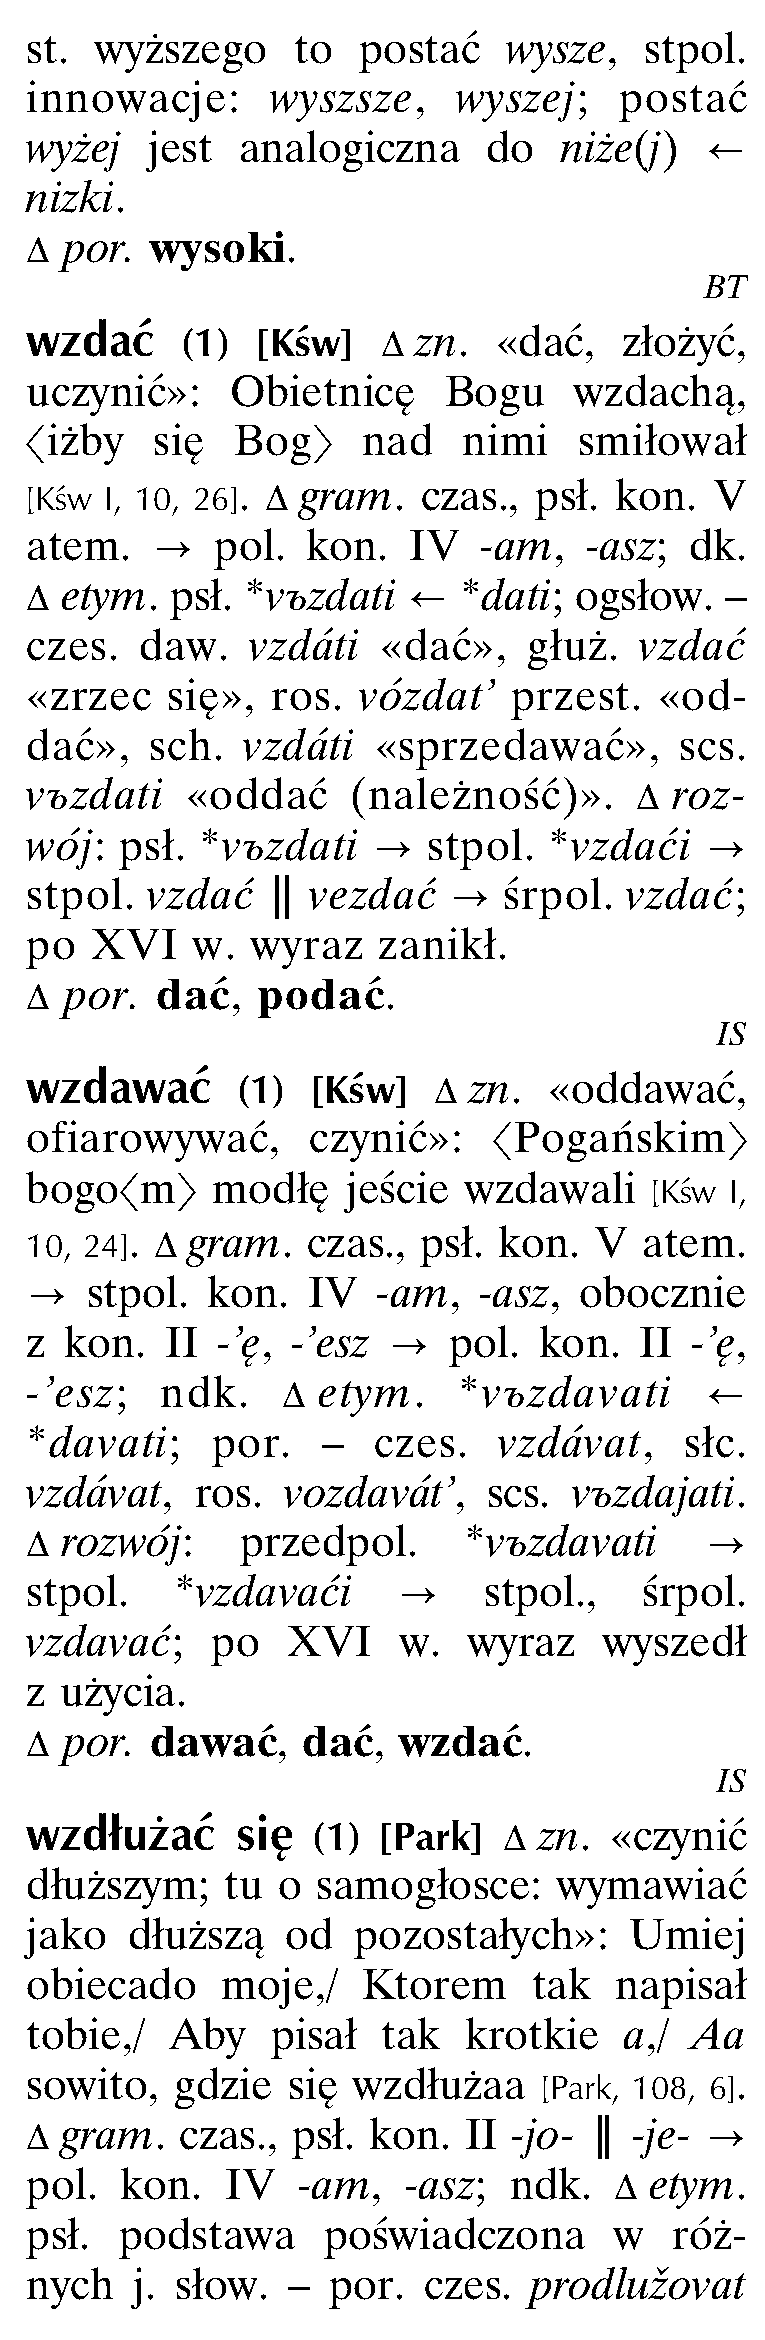 st. wyższego to postać wysze, stpol.
innowacje: wyszsze, wyszej; postać
wyżej jest analogiczna do niże(j) ←
nizki.
∆ por. wysoki.
BT
wzdać (1) [Kśw] ∆ zn. «dać, złożyć,
uczynić»: Obietnicę Bogu wzdachą,
⟨iżby się Bog⟩ nad nimi smiłował
[Kśw I, 10, 26]. ∆ gram. czas., psł. kon. V
atem. → pol. kon. IV -am, -asz; dk.
∆ etym. psł. *vъzdati ← *dati; ogsłow. –
czes. daw. vzdáti «dać», głuż. vzdać
«zrzec się», ros. vózdat’ przest. «od-
dać», sch. vzdáti «sprzedawać», scs.
vъzdati «oddać (należność)». ∆ roz-
wój: psł. *vъzdati → stpol. *vzdaći →
stpol. vzdać ‖ vezdać → śrpol. vzdać;
po XVI w. wyraz zanikł.
∆ por. dać, podać.
IS
wzdawać (1) [Kśw] ∆ zn. «oddawać,
ofiarowywać, czynić»: ⟨Pogańskim⟩
bogo⟨m⟩ modłę jeście wzdawali [Kśw I,
10, 24]. ∆ gram. czas., psł. kon. V atem.
→ stpol. kon. IV -am, -asz, obocznie
z kon. II -’ę, -’esz → pol. kon. II -’ę,
-’esz; ndk. ∆ etym. *vъzdavati ←
*davati; por. – czes. vzdávat, słc.
vzdávat, ros. vozdavát’, scs. vъzdajati.
∆ rozwój: przedpol. *vъzdavati →
stpol. *vzdavaći → stpol., śrpol.
vzdavać; po XVI w. wyraz wyszedł
z użycia.
∆ por. dawać, dać, wzdać.
IS
wzdłużać się (1) [Park] ∆ zn. «czynić
dłuższym; tu o samogłosce: wymawiać
jako dłuższą od pozostałych»: Umiej
obiecado moje,/ Ktorem tak napisał
tobie,/ Aby pisał tak krotkie a,/ Aa
sowito, gdzie się wzdłużaa [Park, 108, 6].
∆ gram. czas., psł. kon. II -jo- ‖ -je- →
pol. kon. IV -am, -asz; ndk. ∆ etym.
psł. podstawa poświadczona w róż-
nych j. słow. – por. czes. prodlužovat